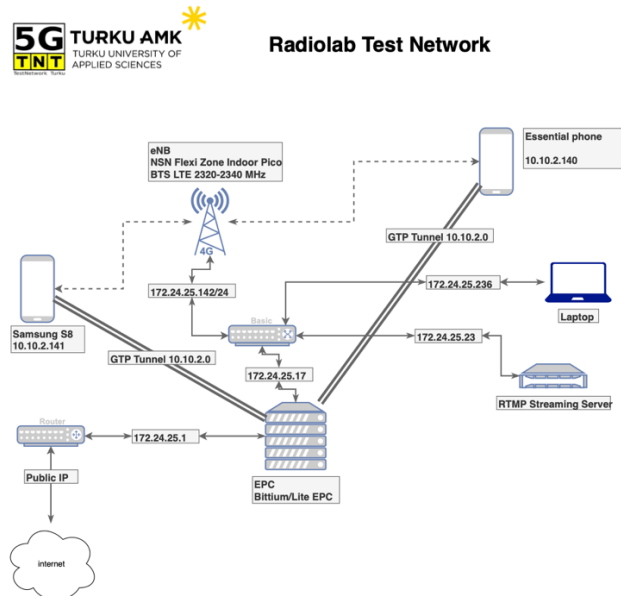 5G
TNT
TestNetwork Turku
TURKU AMK
TURKU UNIVERSITY OF
APPLIED SCIENCES
Radiolab Test Network
eNB
NSN Flexi Zone Indoor Pico
BTS LTE 2320-2340 MHz
Essential phone
10.10.2.140
4G
GTP Tunnel 10.10.2.0
172.24.25.142/24
172.24.25.236
Laptop
Samsung S8
10.10.2.141
Basic
172.24.25.23
GTP Tunnel 10.10.2.0
172.24.25.17
RTMP Streaming Server
Router
172.24.25.1
Public IP
EPC
Bittium/Lite EPC
internet